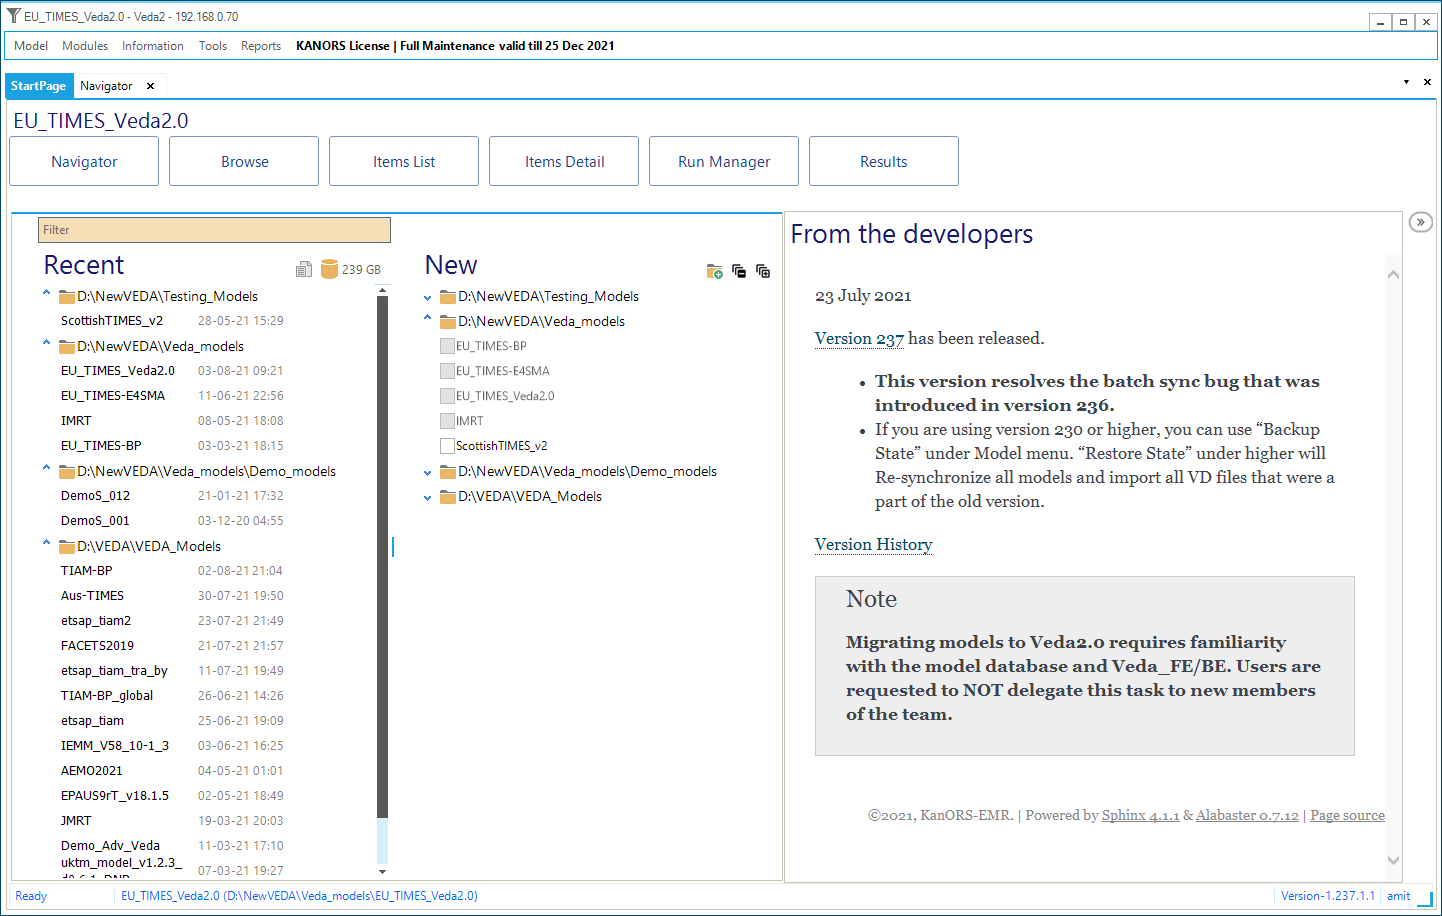 EU_TIMES_Veda2.0 - Veda2 - 192.168.0.70
Model Modules Information Tools Reports KANORS License | Full Maintenance valid till 25 Dec 2021
StartPage Navigator
EU_TIMES_Veda2.0
Navigator Browse Items List Items Detail Run Manager Results
Filter
Recent
239 GB
D:\NewVEDA\Testing_Models
ScottishTIMES_v2 28-05-21 15:29
D:\NewVEDA\Veda_models
EU_TIMES_Veda2.0 03-08-21 09:21
EU_TIMES-E4SMA 11-06-21 22:56
IMRT 08-05-21 18:08
EU_TIMES-BP 03-03-21 18:15
D:\NewVEDA\Veda_models\Demo_models
DemoS_012 21-01-21 17:32
DemoS_001 03-12-20 04:55
D:\VEDA\VEDA_Models
TIAM-BP 02-08-21 21:04
Aus-TIMES 30-07-21 19:50
etsap_tiam2 23-07-21 21:49
FACETS2019 21-07-21 21:57
etsap_tiam_tra_by 11-07-21 19:49
TIAM-BP_global 26-06-21 14:26
etsap_tiam 25-06-21 19:09
IEMM_V58_10-1_3 03-06-21 16:25
AEMO2021 04-05-21 01:01
EPAUS9rT_v18.1.5 02-05-21 18:49
JMRT 19-03-21 20:03
Demo_Adv_Veda 11-03-21 17:10
uktm_model_v1.2.3_ 07-03-21 19:27
New
D:\NewVEDA\Testing_Models
D:\NewVEDA\Veda_models
EU_TIMES-BP
EU_TIMES-E4SMA
EU_TIMES_Veda2.0
IMRT
ScottishTIMES_v2
D:\NewVEDA\Veda_models\Demo_models
D:\VEDA\VEDA_Models
From the developers
23 July 2021
Version 237 has been released.
• This version resolves the batch sync bug that was
introduced in version 236.
• If you are using version 230 or higher, you can use “Backup
State” under Model menu. “Restore State” under higher will
Re-synchronize all models and import all VD files that were a
part of the old version.
Version History
Note
Migrating models to Veda2.0 requires familiarity
with the model database and Veda_FE/BE. Users are
requested to NOT delegate this task to new members
of the team.
©2021, KanORS-EMR. | Powered by Sphinx 4.1.1 & Alabaster 0.7.12 | Page source
Ready EU_TIMES_Veda2.0 (D:\NewVEDA\Veda_models\EU_TIMES_Veda2.0) Version-1.237.1.1 amit